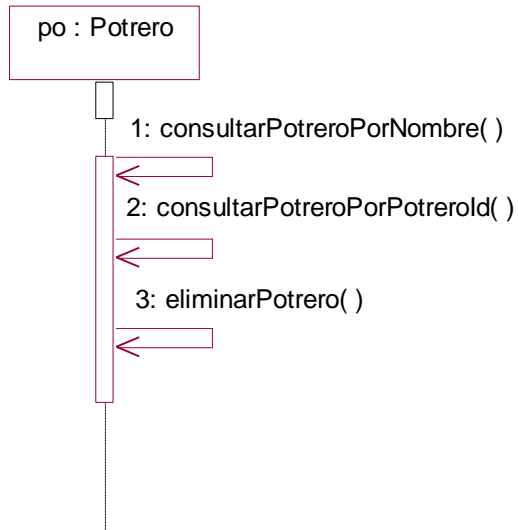 po : Potrero
1: consultarPotreroPorNombre( )
2: consultarPotreroPorPotreroId( )
3: eliminarPotrero( )